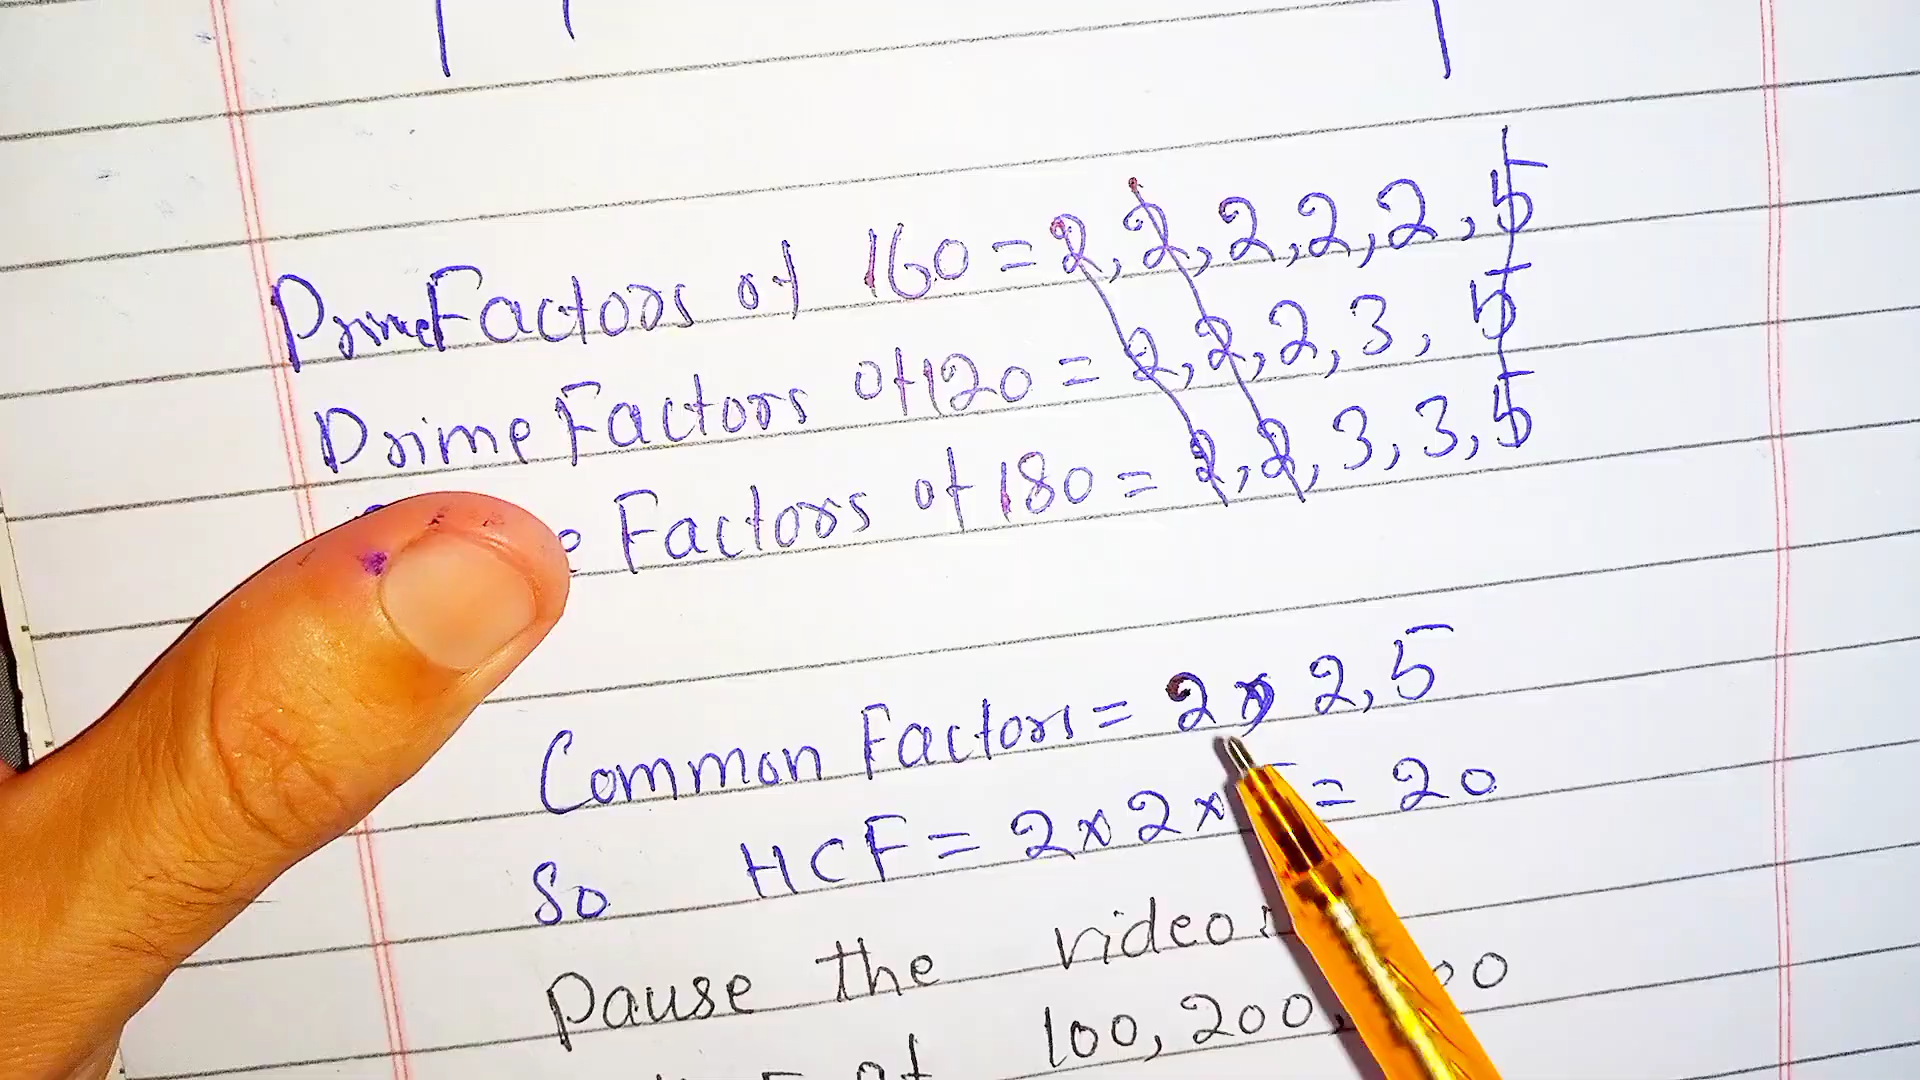 Prime Factors of 160 = 2, 2, 2, 2, 2, 5
Prime Factors of 120 = 2, 2, 2, 3, 5
Factors of 180 = 2, 2, 3, 3, 5
Common Factors = 2, 2, 5
So HCF = 2 × 2 × = 20
Pause the video
100, 200,